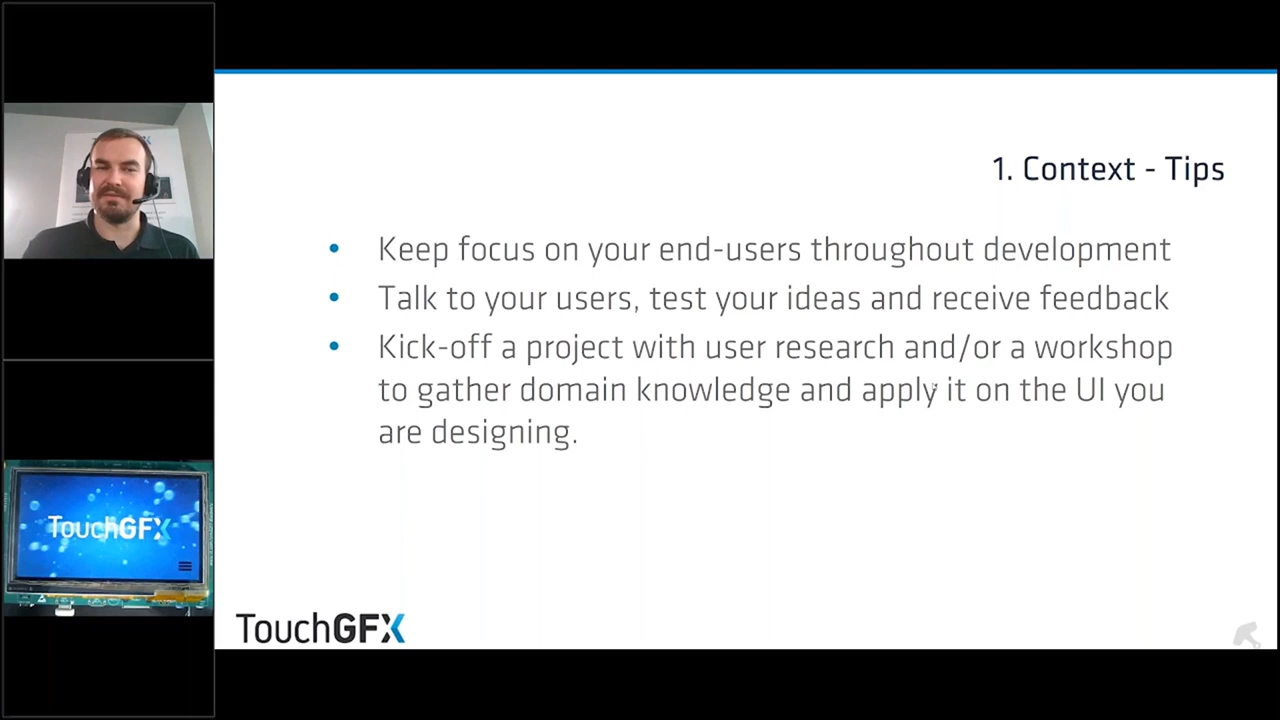 1. Context - Tips
• Keep focus on your end-users throughout development
• Talk to your users, test your ideas and receive feedback
• Kick-off a project with user research and/or a workshop
to gather domain knowledge and apply it on the UI you
are designing.
TouchGFX
TouchGFX